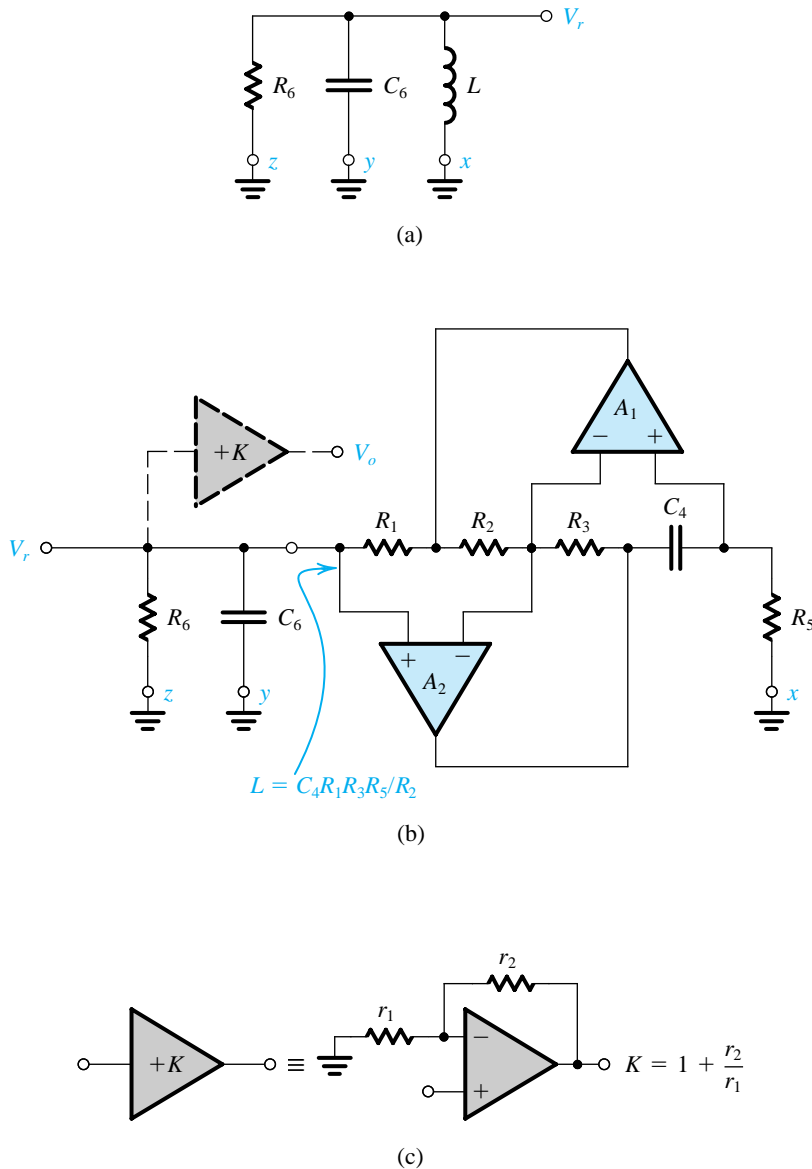 V_r
R_6
C_6
L
z
y
x
(a)
A_1
− +
+K
V_o
C_4
R_1
R_2
R_3
V_r
R_6
C_6
R_5
+ −
A_2
z
y
x
L = C_4R_1R_3R_5/R_2
(b)
r_2
r_1
+K
≡
−
+
K = 1 + r_2/r_1
(c)